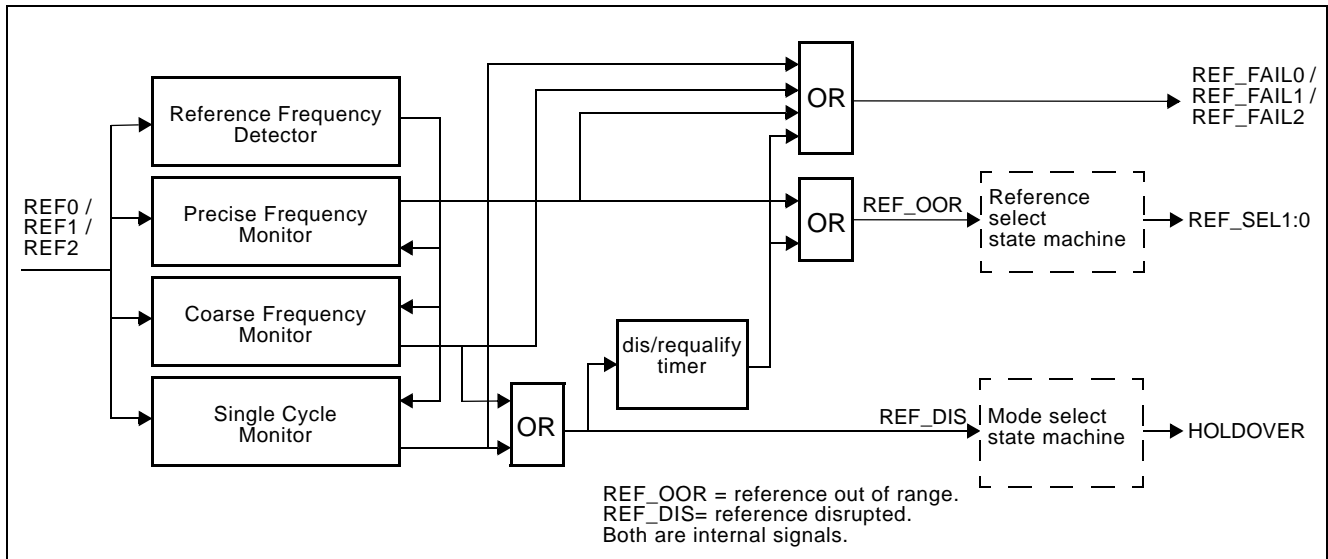 REF0 /
REF1 /
REF2
Reference Frequency
Detector
Precise Frequency
Monitor
Coarse Frequency
Monitor
Single Cycle
Monitor
OR
dis/requalify
timer
OR
REF_FAIL0 /
REF_FAIL1 /
REF_FAIL2
OR
REF_OOR
Reference
select
state machine
REF_SEL1:0
REF_DIS
Mode select
state machine
HOLDOVER
REF_OOR = reference out of range.
REF_DIS= reference disrupted.
Both are internal signals.